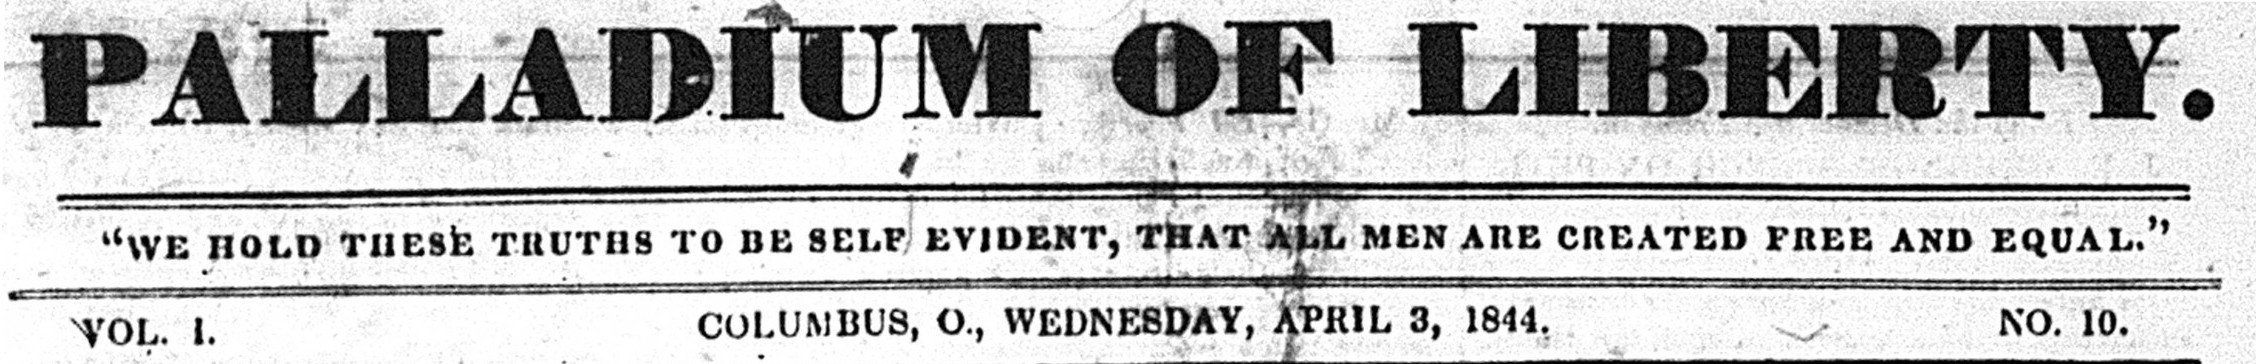 PALLADIUM OF LIBERTY.
“WE HOLD THESE TRUTHS TO BE SELF EVIDENT, THAT ALL MEN ARE CREATED FREE AND EQUAL.”
VOL. I. COLUMBUS, O., WEDNESDAY, APRIL 3, 1844. NO. 10.